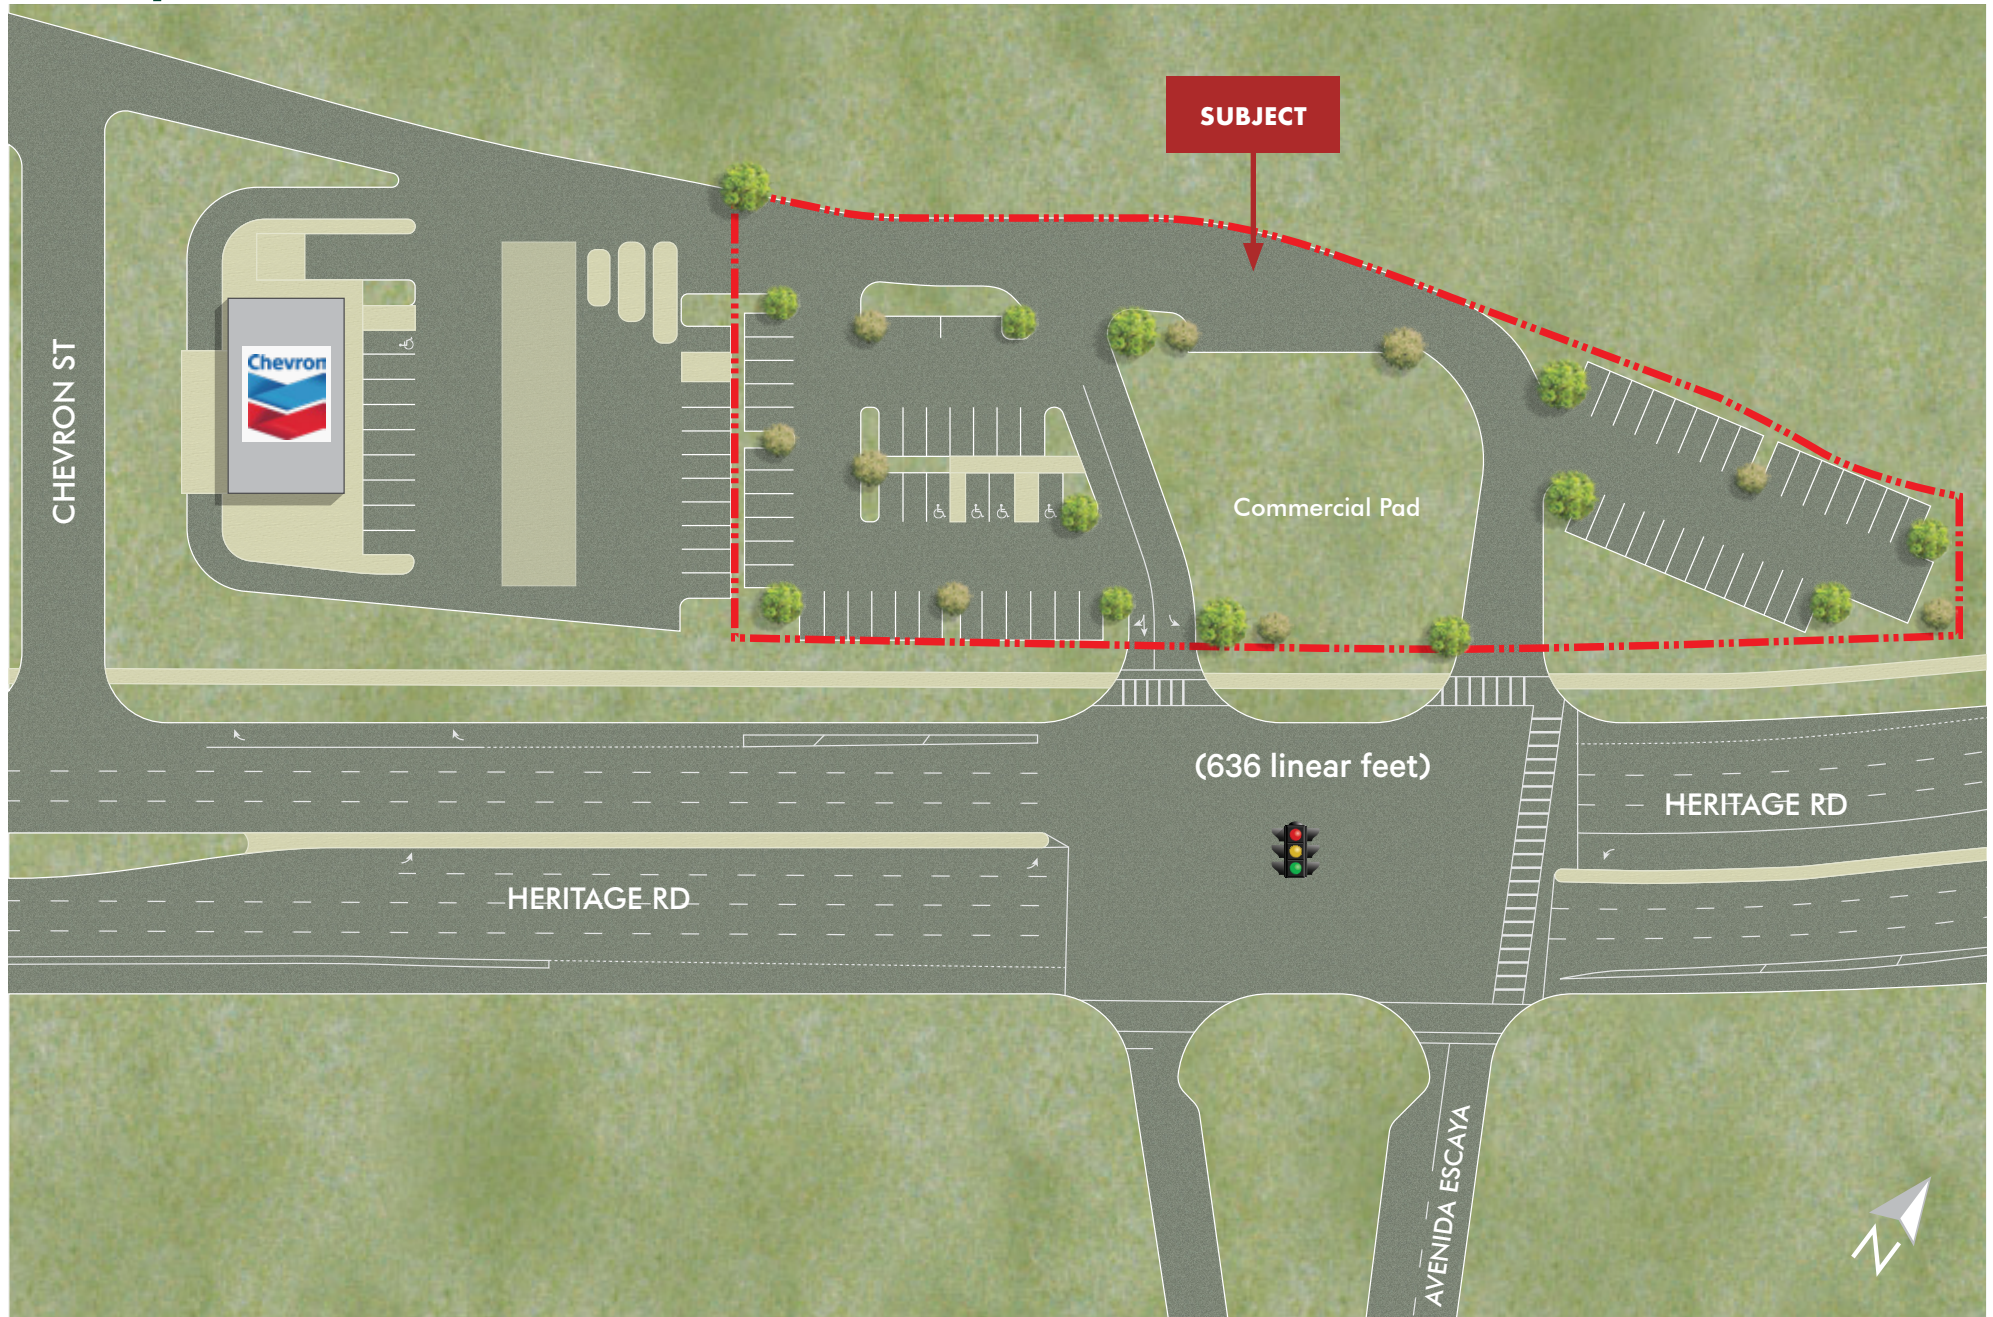 SUBJECT
Chevron
CHEVRON ST
Commercial Pad
(636 linear feet)
HERITAGE RD
HERITAGE RD
AVENIDA ESCAYA
N